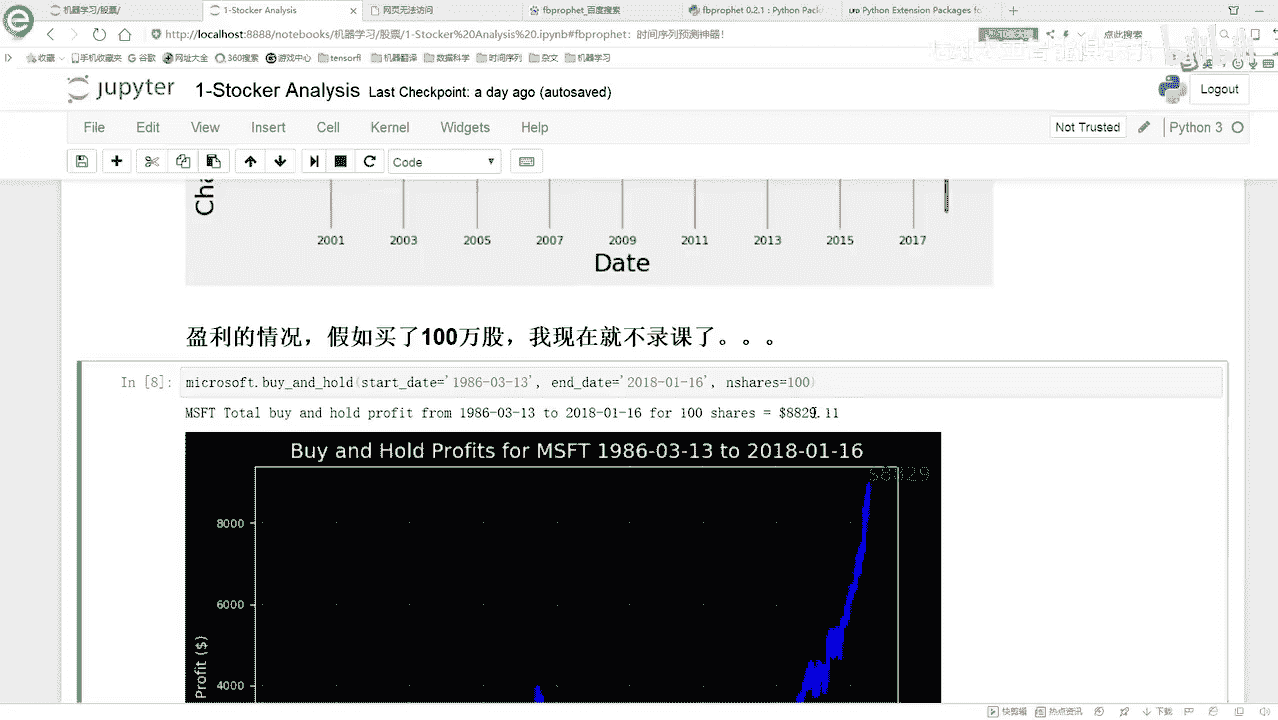 机器学习/股票/ 1-Stocker Analysis 网页无法访问 fbprophet_百度搜索 fbprophet 0.2.1 : Python Pack Python Extension Packages fo
http://localhost:8888/notebooks/机器学习/股票/1-Stocker%20Analysis%20.ipynb#fbprophet：时间序列预测神器! 点此搜索
收藏 手机收藏夹 谷歌 网址大全 360搜索 游戏中心 tensorfl 机器翻译 数据科学 时间序列 杂文 机器学习
jupyter 1-Stocker Analysis Last Checkpoint: a day ago (autosaved) Logout
File Edit View Insert Cell Kernel Widgets Help Not Trusted Python 3
Code
Cha
2001 2003 2005 2007 2009 2011 2013 2015 2017
Date
盈利的情况，假如买了100万股，我现在就不录课了。。。
In [8]: microsoft.buy_and_hold(start_date='1986-03-13', end_date='2018-01-16', nshares=100)
MSFT Total buy and hold profit from 1986-03-13 to 2018-01-16 for 100 shares = $8829.11
Buy and Hold Profits for MSFT 1986-03-13 to 2018-01-16
$8829
8000
6000
4000
Profit ($)
快剪辑 热点资讯 下载